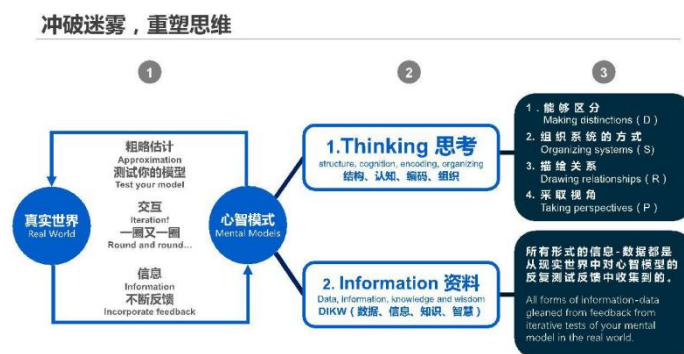 冲破迷雾，重塑思维
1
2
3
粗略估计
Approximation
测试你的模型
Test your model
真实世界
Real World
交互
Iteration!
一圈又一圈
Round and round...
心智模式
Mental Models
信息
Information
不断反馈
Incorporate feedback
1.Thinking 思考
structure, cognition, encoding, organizing
结构、认知、编码、组织
2. Information 资料
Data, information, knowledge and wisdom
DIKW（数据、信息、知识、智慧）
1．能够区分
Making distinctions（D）
2．组织系统的方式
Organizing systems（S）
3．描绘关系
Drawing relationships（R）
4．采取视角
Taking perspectives（P）
所有形式的信息-数据都是
从现实世界中对心智模型的
反复测试反馈中收集到的。
All forms of information-data
gleaned from feedback from
iterative tests of your mental
model in the real world.